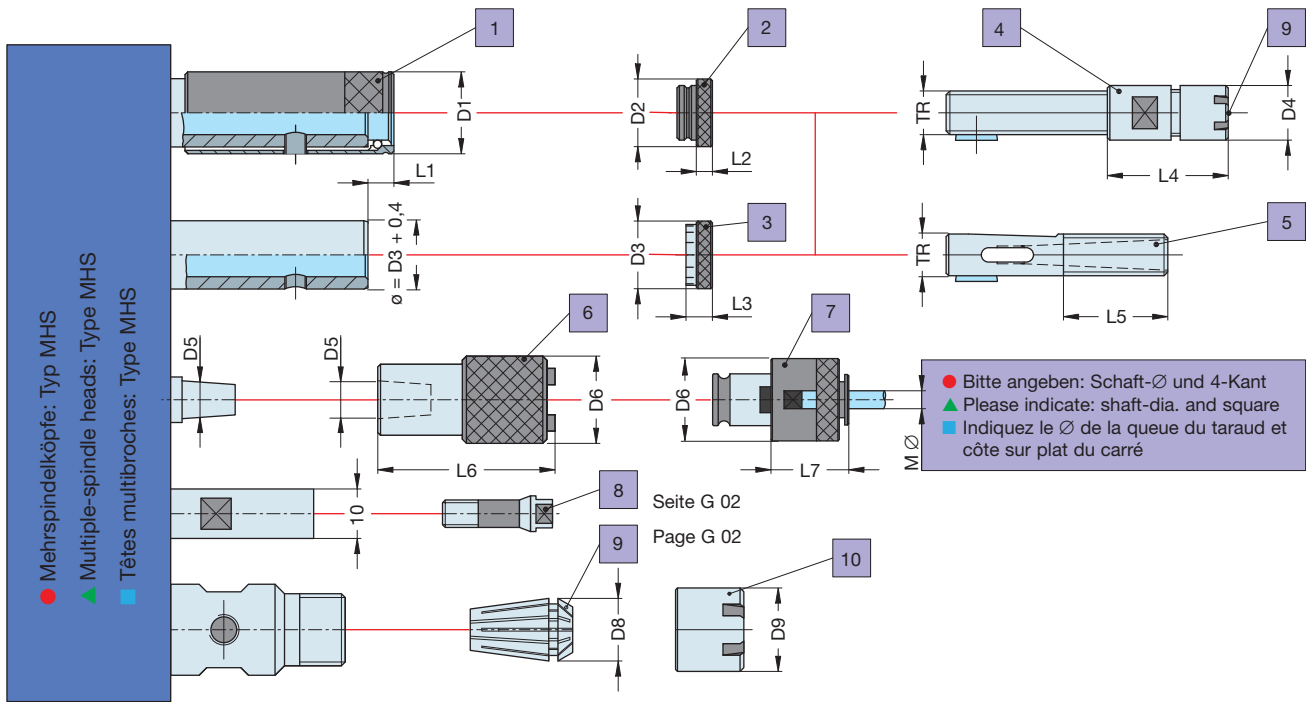 1
2
4
9
D1
L1
D2
L2
TR
D4
L4
ø = D3 + 0,4
D3
L3
3
TR
5
L5
D5
D5
6
D6
L6
7
D6
L7
M Ø
● Bitte angeben: Schaft-Ø und 4-Kant
▲ Please indicate: shaft-dia. and square
■ Indiquez le Ø de la queue du taraud et
côte sur plat du carré
10
8
Seite G 02
Page G 02
9
D8
10
D9
● Mehrspindelköpfe: Typ MHS
▲ Multiple-spindle heads: Type MHS
■ Têtes multibroches: Type MHS